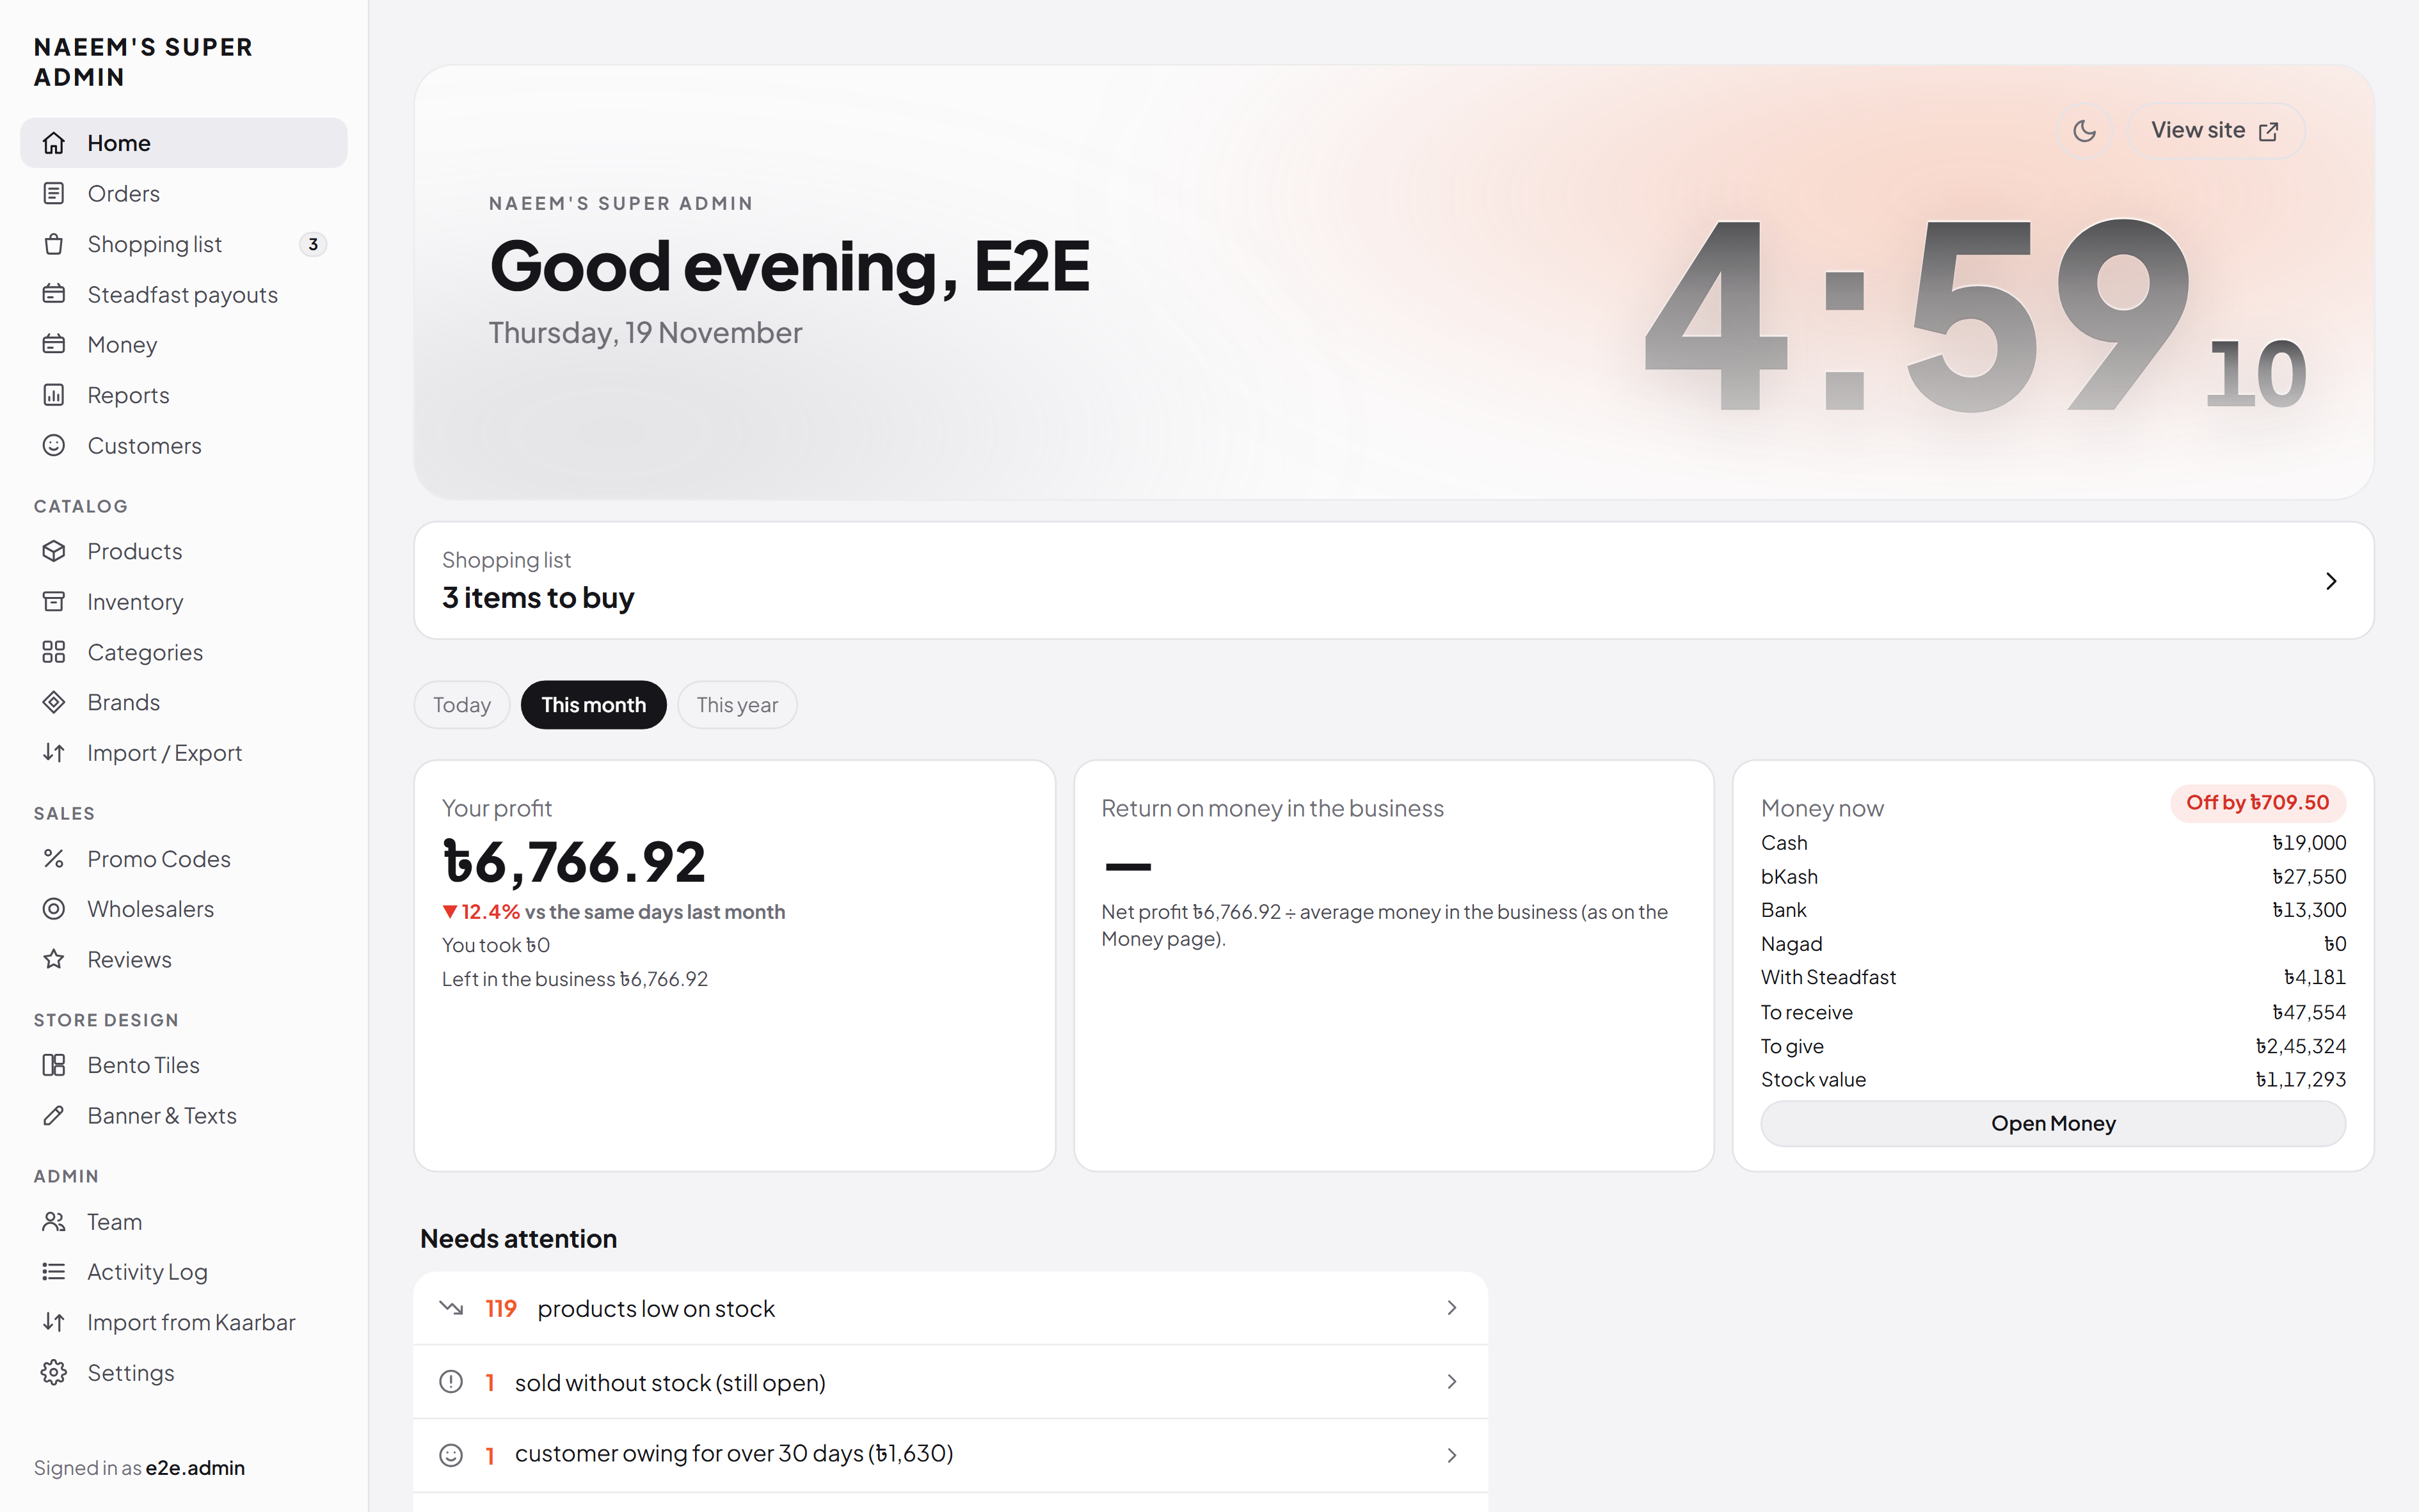 NAEEM'S SUPER
ADMIN
Home
Orders
Shopping list 3
Steadfast payouts
Money
Reports
Customers
CATALOG
Products
Inventory
Categories
Brands
Import / Export
SALES
Promo Codes
Wholesalers
Reviews
STORE DESIGN
Bento Tiles
Banner & Texts
ADMIN
Team
Activity Log
Import from Kaarbar
Settings
Signed in as e2e.admin
View site
NAEEM'S SUPER ADMIN
Good evening, E2E
Thursday, 19 November
4:59 10
Shopping list
3 items to buy
Today This month This year
Your profit
৳6,766.92
▼ 12.4% vs the same days last month
You took ৳0
Left in the business ৳6,766.92
Return on money in the business
—
Net profit ৳6,766.92 ÷ average money in the business (as on the
Money page).
Money now Off by ৳709.50
Cash ৳19,000
bKash ৳27,550
Bank ৳13,300
Nagad ৳0
With Steadfast ৳4,181
To receive ৳47,554
To give ৳2,45,324
Stock value ৳1,17,293
Open Money
Needs attention
119 products low on stock
1 sold without stock (still open)
1 customer owing for over 30 days (৳1,630)